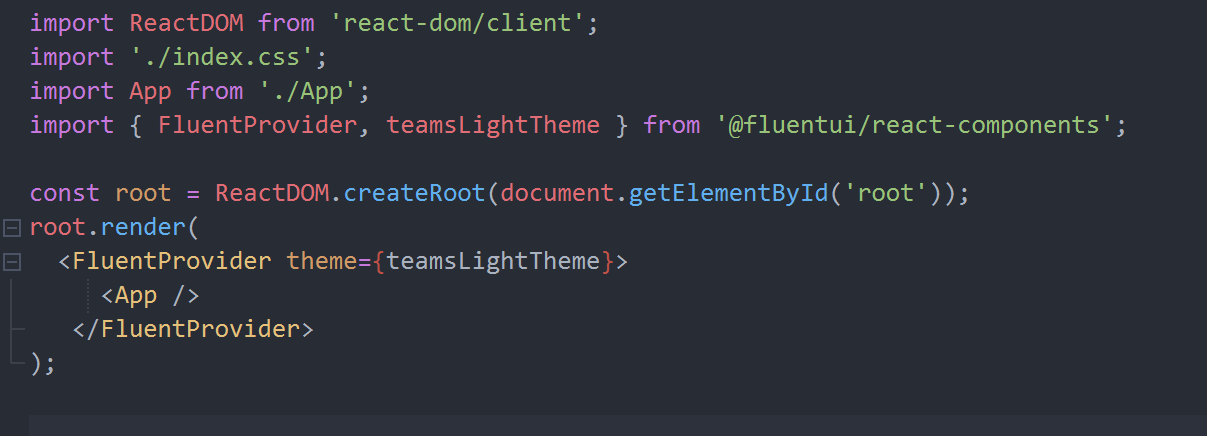 import ReactDOM from 'react-dom/client';
import './index.css';
import App from './App';
import { FluentProvider, teamsLightTheme } from '@fluentui/react-components';
const root = ReactDOM.createRoot(document.getElementById('root'));
root.render(
<FluentProvider theme={teamsLightTheme}>
<App />
</FluentProvider>
);